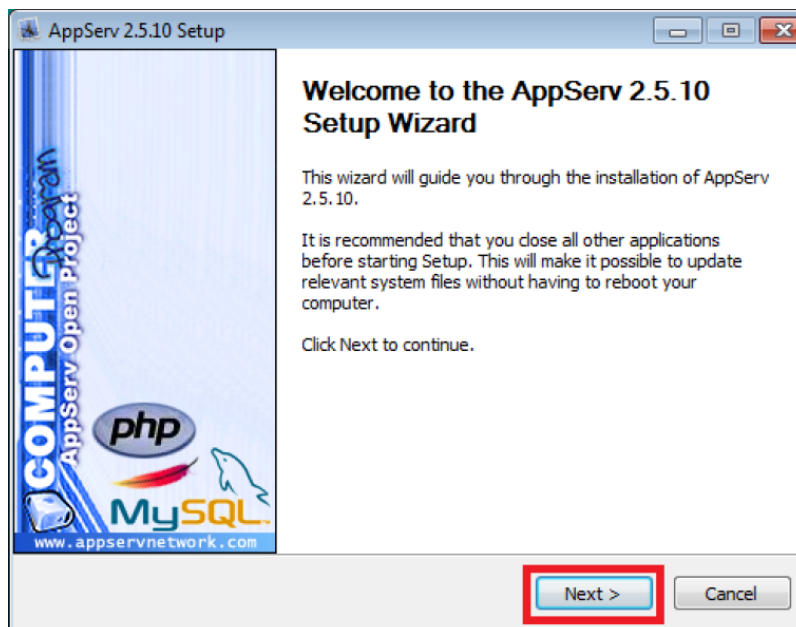 AppServ 2.5.10 Setup
Welcome to the AppServ 2.5.10
Setup Wizard
This wizard will guide you through the installation of AppServ
2.5.10.
It is recommended that you close all other applications
before starting Setup. This will make it possible to update
relevant system files without having to reboot your
computer.
Click Next to continue.
COMPUTER
Program
AppServ Open Project
php
MySQL
www.appservnetwork.com
Next >
Cancel